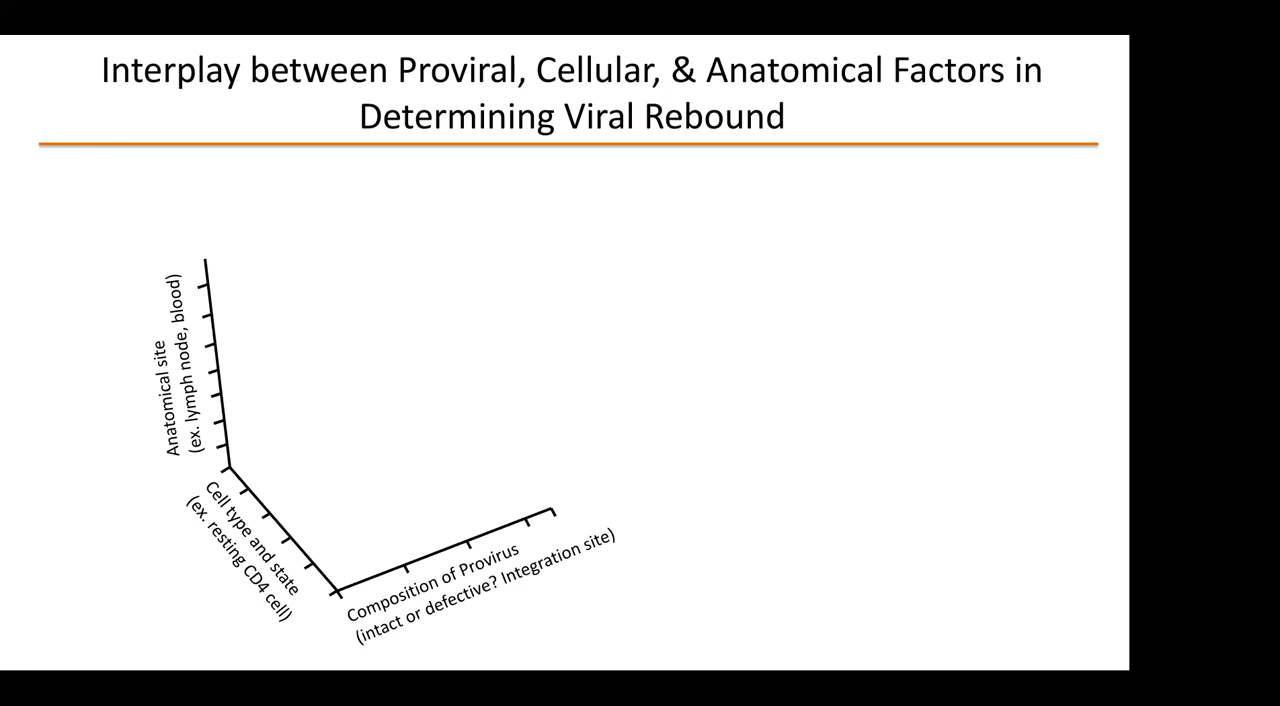 Interplay between Proviral, Cellular, & Anatomical Factors in
Determining Viral Rebound
Anatomical site
(ex. lymph node, blood)
Cell type and state
(ex. resting CD4 cell)
Composition of Provirus
(intact or defective? Integration site)